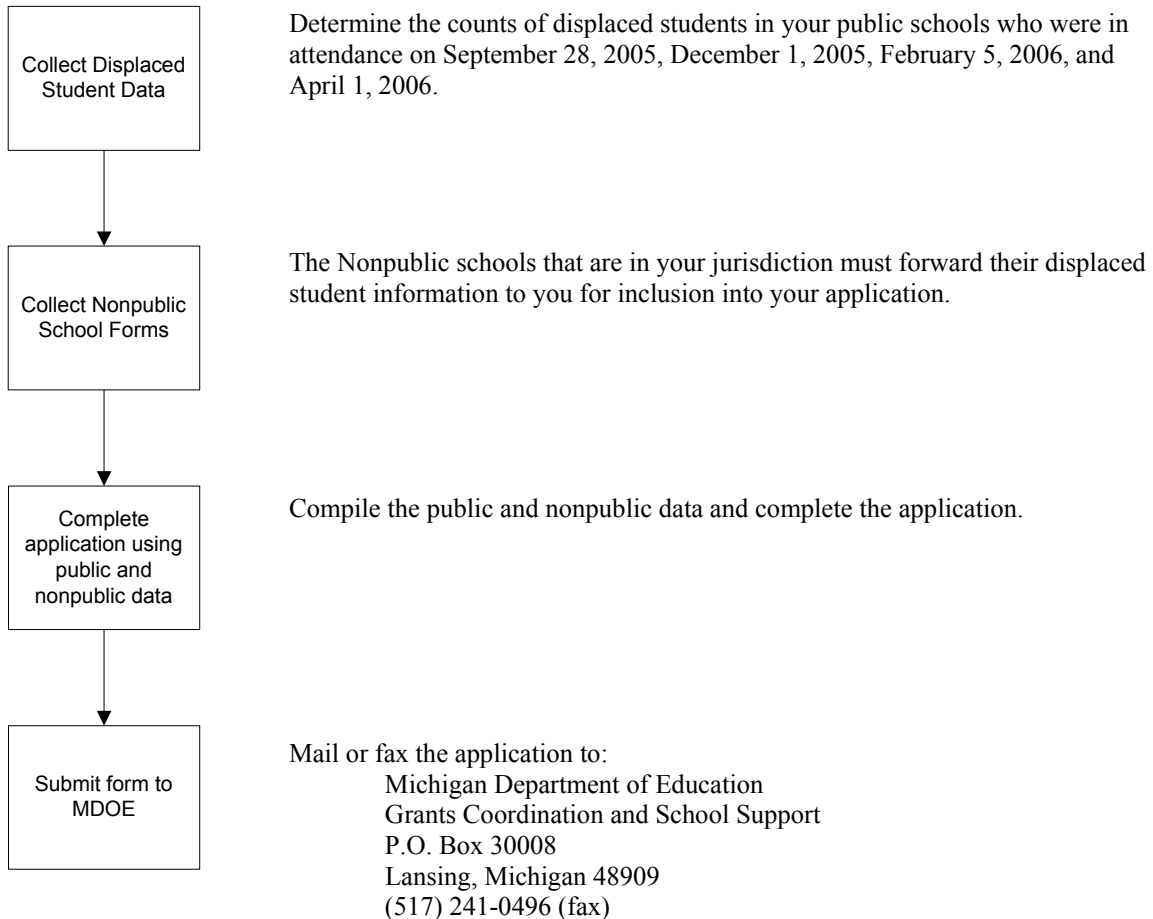 Collect Displaced
Student Data
Determine the counts of displaced students in your public schools who were in
attendance on September 28, 2005, December 1, 2005, February 5, 2006, and
April 1, 2006.
Collect Nonpublic
School Forms
The Nonpublic schools that are in your jurisdiction must forward their displaced
student information to you for inclusion into your application.
Complete
application using
public and
nonpublic data
Compile the public and nonpublic data and complete the application.
Submit form to
MDOE
Mail or fax the application to:
Michigan Department of Education
Grants Coordination and School Support
P.O. Box 30008
Lansing, Michigan 48909
(517) 241-0496 (fax)